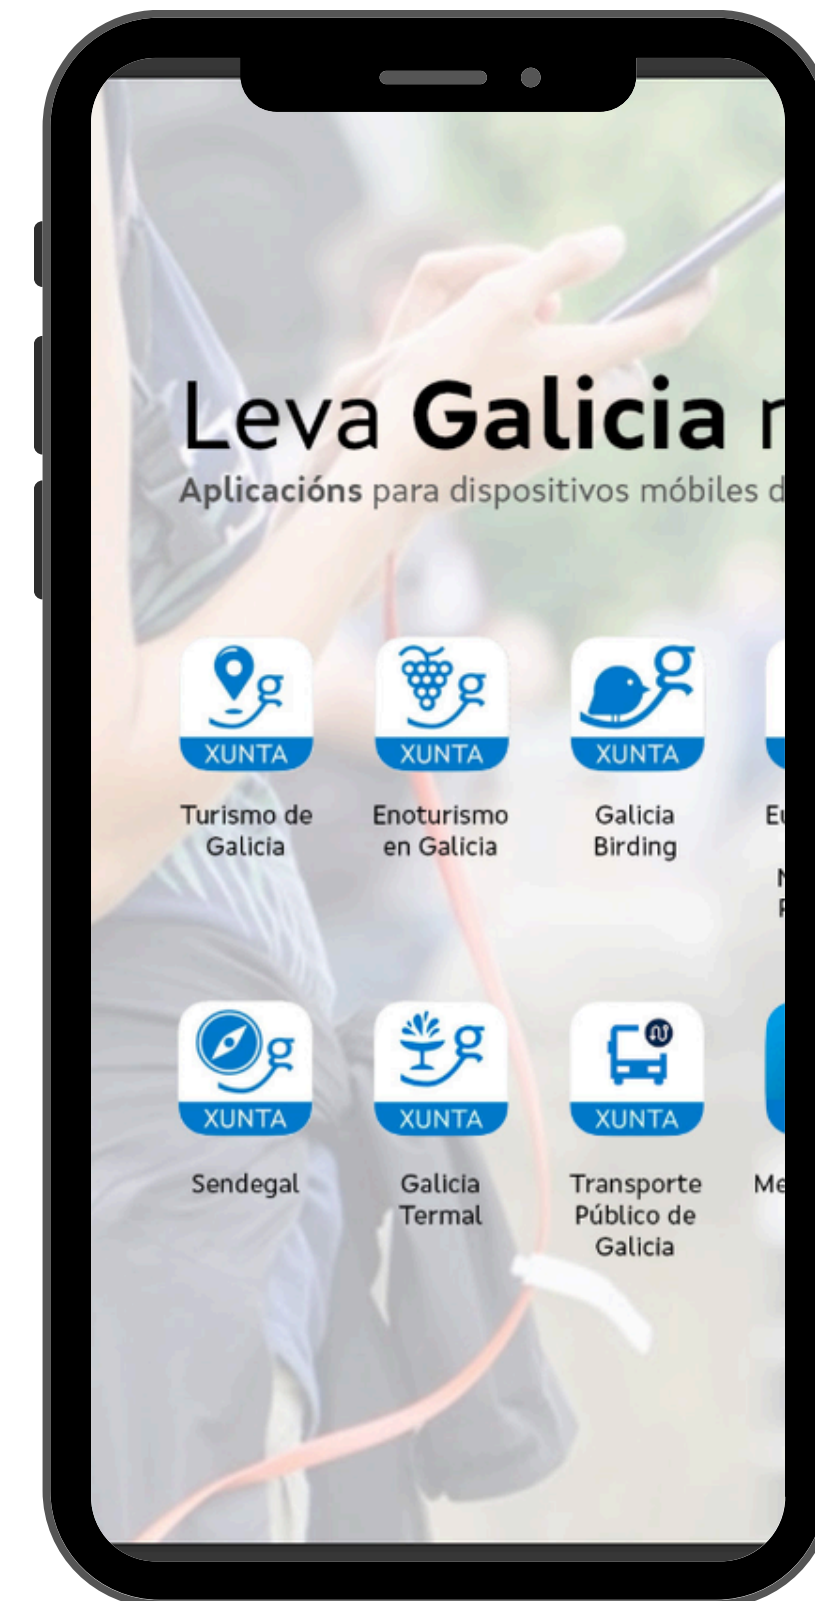 Leva Galicia
Aplicacións para dispositivos móbiles
g
XUNTA
g
XUNTA
g
XUNTA
Turismo de
Galicia
Enoturismo
en Galicia
Galicia
Birding
g
XUNTA
g
XUNTA
XUNTA
Sendegal
Galicia
Termal
Transporte
Público de
Galicia